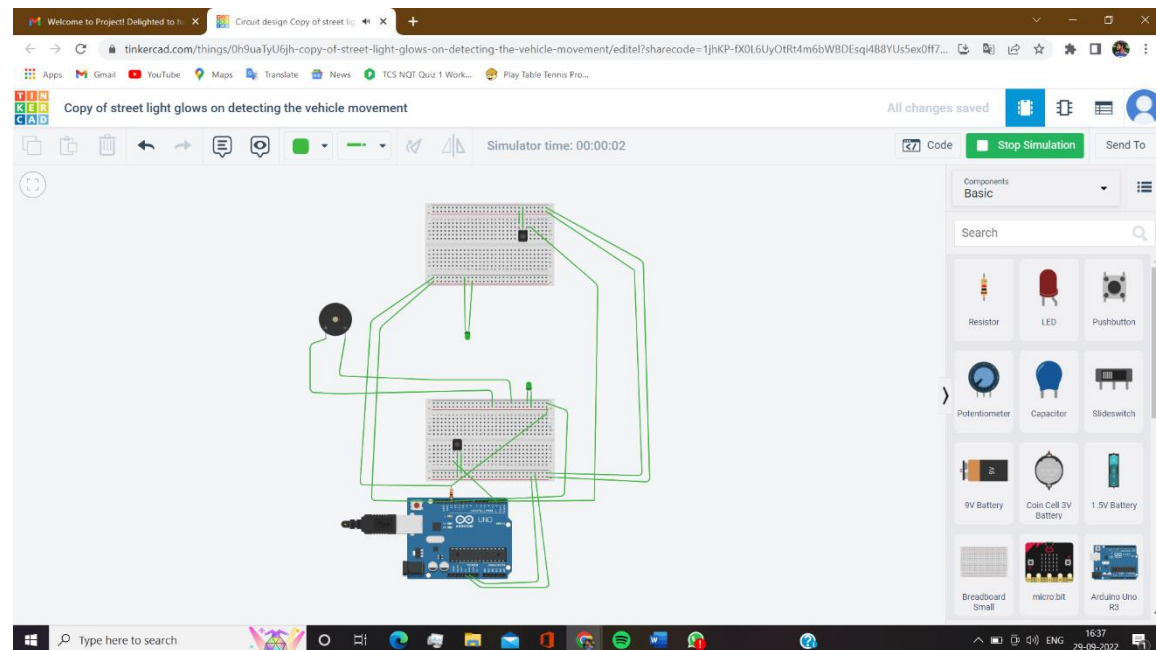 Welcome to Project! Delighted to h
Circuit design Copy of street lig
tinkercad.com/things/0h9uaTyU6jh-copy-of-street-light-glows-on-detecting-the-vehicle-movement/editel?sharecode=1jhKP-fX0L6UyOtRt4m6bWBDEsqi4B8YUs5ex0ff7...
Apps Gmail YouTube Maps Translate News TCS NQT Quiz 1 Work... Play Table Tennis Pro...
TIN
KER
CAD
Copy of street light glows on detecting the vehicle movement
All changes saved
Simulator time: 00:00:02
Code
Stop Simulation
Send To
Components
Basic
Search
Resistor
LED
Pushbutton
Potentiometer
Capacitor
Slideswitch
9V
9V Battery
Coin Cell 3V
Battery
1.5V Battery
Breadboard
Small
micro:bit
Arduino Uno
R3
UNO
Type here to search
ENG
16:37
29-09-2022